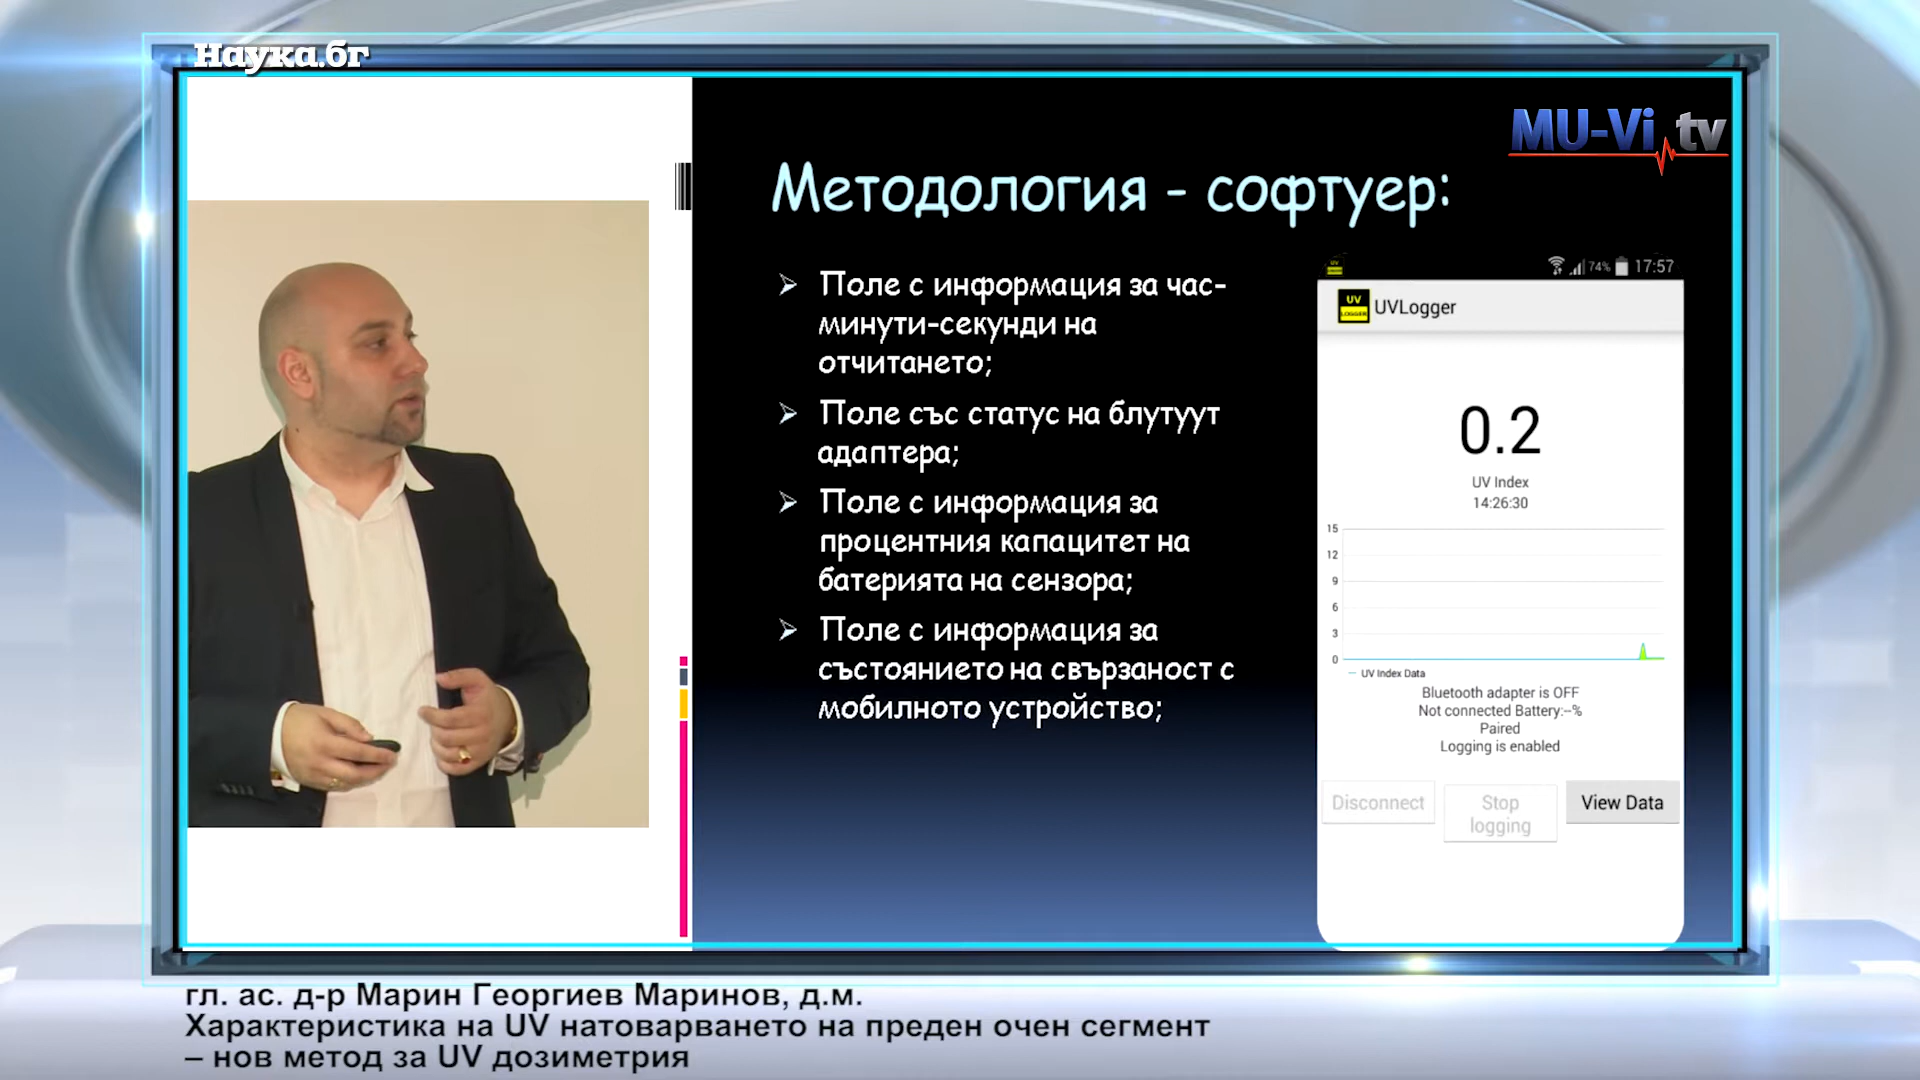 Наука.бг
MU-Vi.tv
Методология - софтуер:
Поле с информация за час-
минути-секунди на
отчитането;
Поле със статус на блутуут
адаптера;
Поле с информация за
процентния капацитет на
батерията на сензора;
Поле с информация за
състоянието на свързаност с
мобилното устройство;
74% 17:57
UV LOGGER UVLogger
0.2
UV Index
14:26:30
15
12
9
6
3
0
UV Index Data
Bluetooth adapter is OFF
Not connected Battery:--%
Paired
Logging is enabled
Disconnect
Stop
logging
View Data
гл. ас. д-р Марин Георгиев Маринов, д.м.
Характеристика на UV натоварването на преден очен сегмент
– нов метод за UV дозиметрия